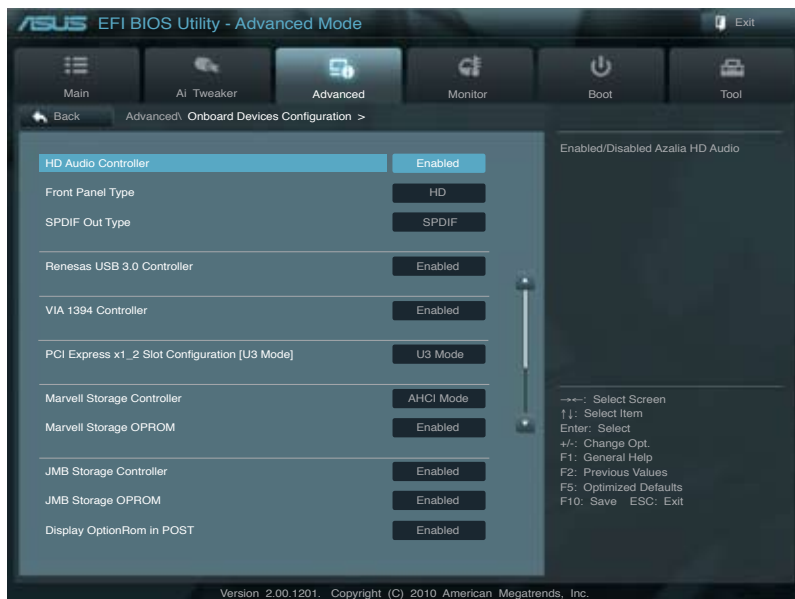 ASUS EFI BIOS Utility - Advanced Mode
Exit
Main
Ai Tweaker
Advanced
Monitor
Boot
Tool
Back
Advanced\ Onboard Devices Configuration >
HD Audio Controller Enabled
Front Panel Type HD
SPDIF Out Type SPDIF
Renesas USB 3.0 Controller Enabled
VIA 1394 Controller Enabled
PCI Express x1_2 Slot Configuration [U3 Mode] U3 Mode
Marvell Storage Controller AHCI Mode
Marvell Storage OPROM Enabled
JMB Storage Controller Enabled
JMB Storage OPROM Enabled
Display OptionRom in POST Enabled
Enabled/Disabled Azalia HD Audio
→←: Select Screen
↑↓: Select Item
Enter: Select
+/-: Change Opt.
F1: General Help
F2: Previous Values
F5: Optimized Defaults
F10: Save ESC: Exit
Version 2.00.1201. Copyright (C) 2010 American Megatrends, Inc.